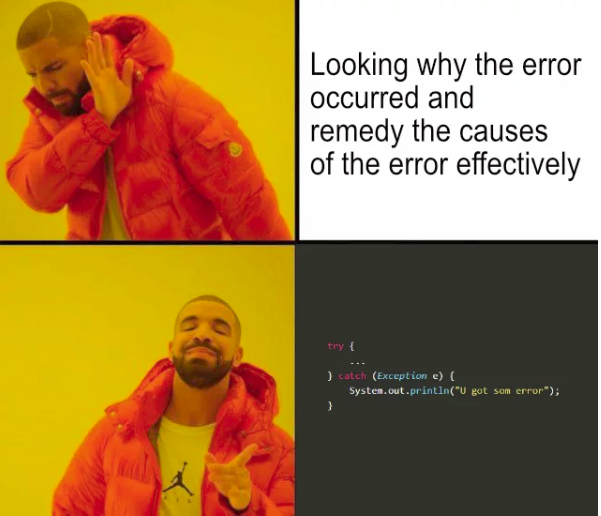 Looking why the error
occurred and
remedy the causes
of the error effectively
try {
...
} catch (Exception e) {
System.out.println("U got som error");
}